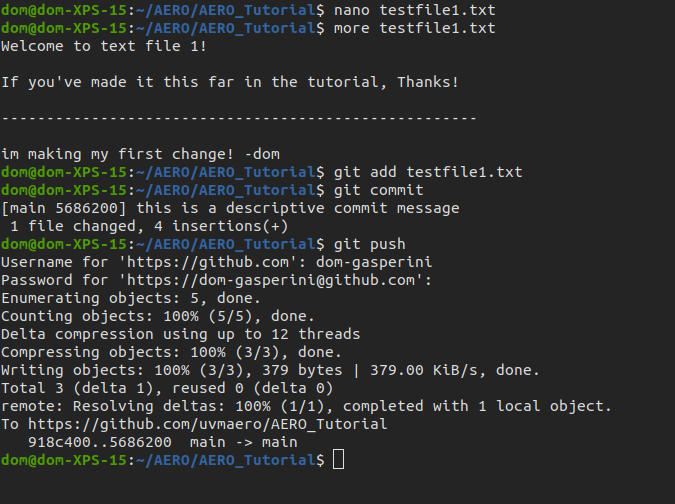 dom@dom-XPS-15:~/AERO/AERO_Tutorial$ nano testfile1.txt
dom@dom-XPS-15:~/AERO/AERO_Tutorial$ more testfile1.txt
Welcome to text file 1!
If you've made it this far in the tutorial, Thanks!
-----------------------------------------------------
im making my first change! -dom
dom@dom-XPS-15:~/AERO/AERO_Tutorial$ git add testfile1.txt
dom@dom-XPS-15:~/AERO/AERO_Tutorial$ git commit
[main 5686200] this is a descriptive commit message
 1 file changed, 4 insertions(+)
dom@dom-XPS-15:~/AERO/AERO_Tutorial$ git push
Username for 'https://github.com': dom-gasperini
Password for 'https://dom-gasperini@github.com':
Enumerating objects: 5, done.
Counting objects: 100% (5/5), done.
Delta compression using up to 12 threads
Compressing objects: 100% (3/3), done.
Writing objects: 100% (3/3), 379 bytes | 379.00 KiB/s, done.
Total 3 (delta 1), reused 0 (delta 0)
remote: Resolving deltas: 100% (1/1), completed with 1 local object.
To https://github.com/uvmaero/AERO_Tutorial
   918c400..5686200  main -> main
dom@dom-XPS-15:~/AERO/AERO_Tutorial$